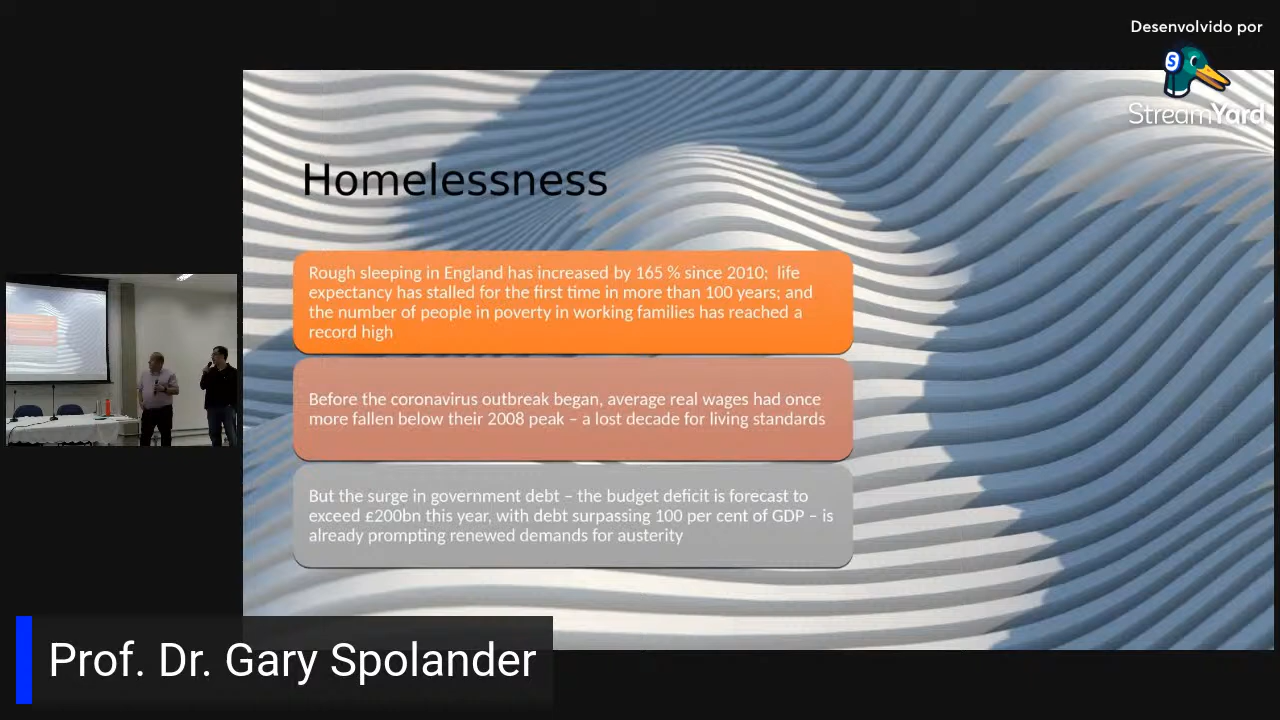 Desenvolvido por
StreamYard
Homelessness
Rough sleeping in England has increased by 165 % since 2010; life
expectancy has stalled for the first time in more than 100 years; and
the number of people in poverty in working families has reached a
record high
Before the coronavirus outbreak began, average real wages had once
more fallen below their 2008 peak – a lost decade for living standards
But the surge in government debt – the budget deficit is forecast to
exceed £200bn this year, with debt surpassing 100 per cent of GDP – is
already prompting renewed demands for austerity
Prof. Dr. Gary Spolander